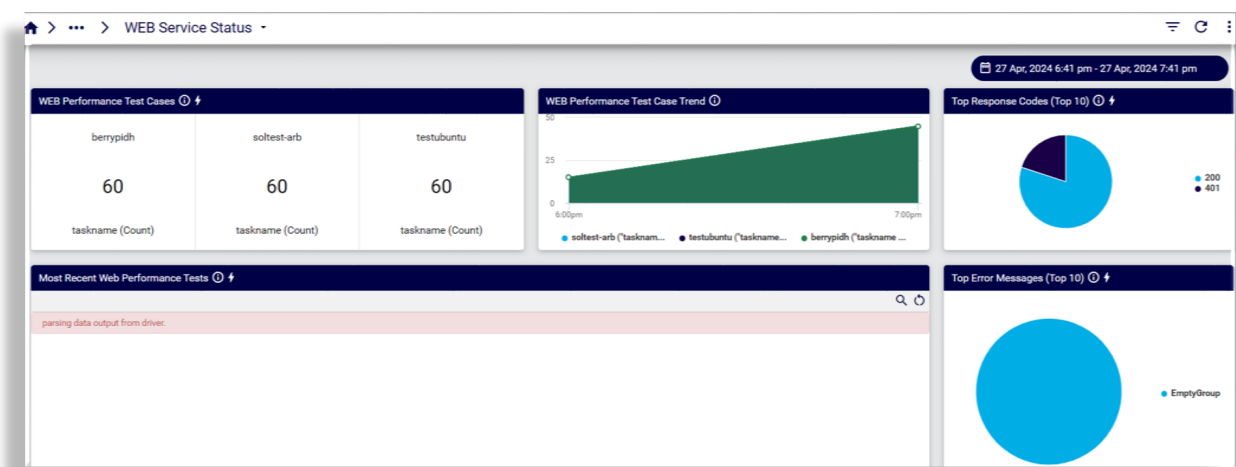 WEB Service Status
27 Apr, 2024 6:41 pm - 27 Apr, 2024 7:41 pm
WEB Performance Test Cases
berrypidh
60
taskname (Count)
soltest-arb
60
taskname (Count)
testubuntu
60
taskname (Count)
WEB Performance Test Case Trend
50
25
0
6:00pm
7:00pm
soltest-arb ("tasknam...
testubuntu ("taskname...
berrypidh ("taskname ...
Top Response Codes (Top 10)
200
401
Most Recent Web Performance Tests
parsing data output from driver.
Top Error Messages (Top 10)
EmptyGroup